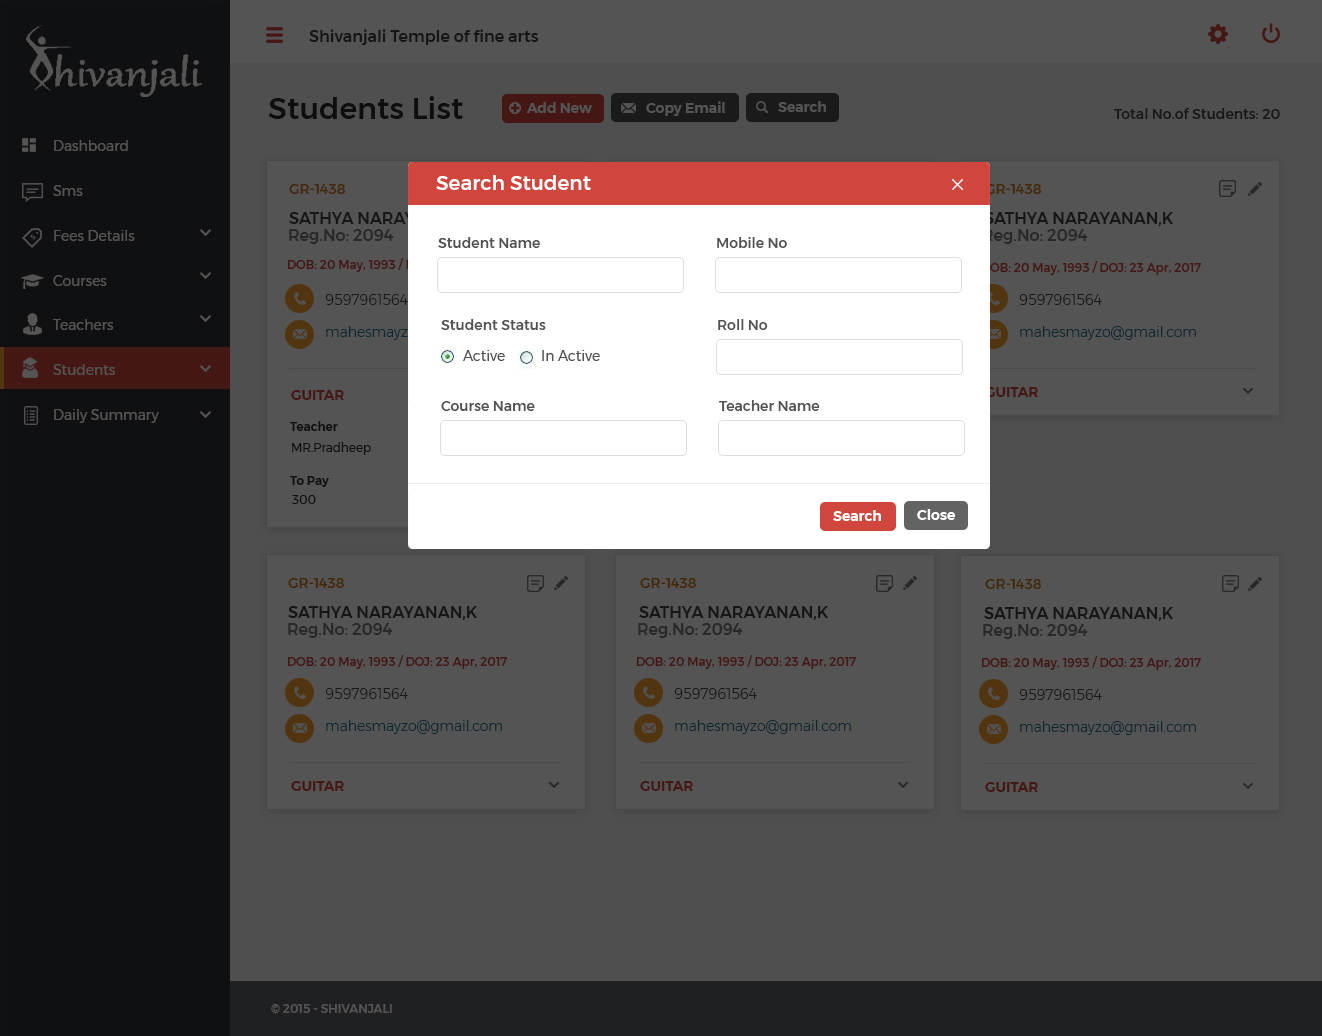 Shivanjali
Shivanjali Temple of fine arts
Dashboard
Sms
Fees Details
Courses
Teachers
Students
Daily Summary
Students List
Add New
Copy Email
Search
Total No.of Students: 20
GR-1438
SATHYA NARAY
Reg.No: 2094
DOB: 20 May, 1993 /
9597961564
mahesmayz
GUITAR
Teacher
MR.Pradheep
To Pay
300
GR-1438
SATHYA NARAYANAN,K
Reg.No: 2094
DOB: 20 May, 1993 / DOJ: 23 Apr, 2017
9597961564
mahesmayzo@gmail.com
GUITAR
Search Student
Student Name
Mobile No
Student Status
Active
In Active
Roll No
Course Name
Teacher Name
Search
Close
GR-1438
SATHYA NARAYANAN,K
Reg.No: 2094
DOB: 20 May, 1993 / DOJ: 23 Apr, 2017
9597961564
mahesmayzo@gmail.com
GUITAR
GR-1438
SATHYA NARAYANAN,K
Reg.No: 2094
DOB: 20 May, 1993 / DOJ: 23 Apr, 2017
9597961564
mahesmayzo@gmail.com
GUITAR
GR-1438
SATHYA NARAYANAN,K
Reg.No: 2094
DOB: 20 May, 1993 / DOJ: 23 Apr, 2017
9597961564
mahesmayzo@gmail.com
GUITAR
© 2015 - SHIVANJALI